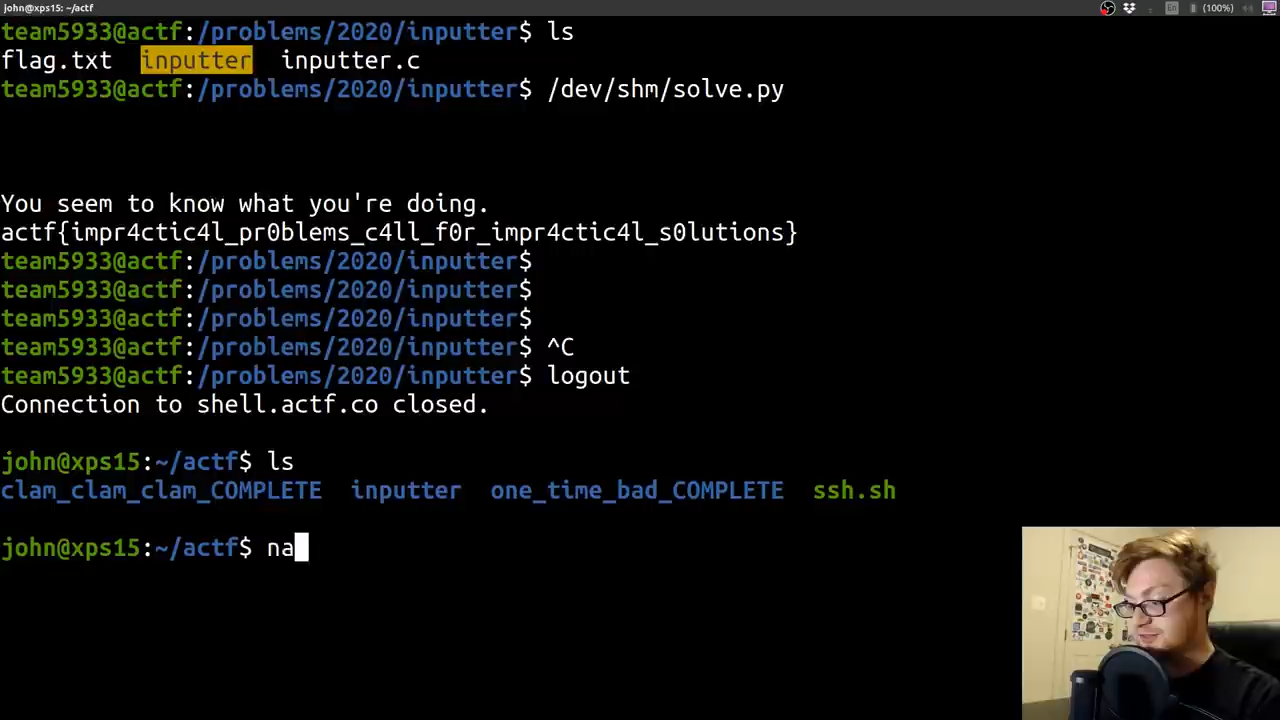 john@xps15: ~/actf
En
(100%)
team5933@actf:/problems/2020/inputter$ ls
flag.txt  inputter  inputter.c
team5933@actf:/problems/2020/inputter$ /dev/shm/solve.py
You seem to know what you're doing.
actf{impr4ctic4l_pr0blems_c4ll_f0r_impr4ctic4l_s0lutions}
team5933@actf:/problems/2020/inputter$
team5933@actf:/problems/2020/inputter$
team5933@actf:/problems/2020/inputter$
team5933@actf:/problems/2020/inputter$ ^C
team5933@actf:/problems/2020/inputter$ logout
Connection to shell.actf.co closed.
john@xps15:~/actf$ ls
clam_clam_clam_COMPLETE  inputter  one_time_bad_COMPLETE  ssh.sh
john@xps15:~/actf$ na